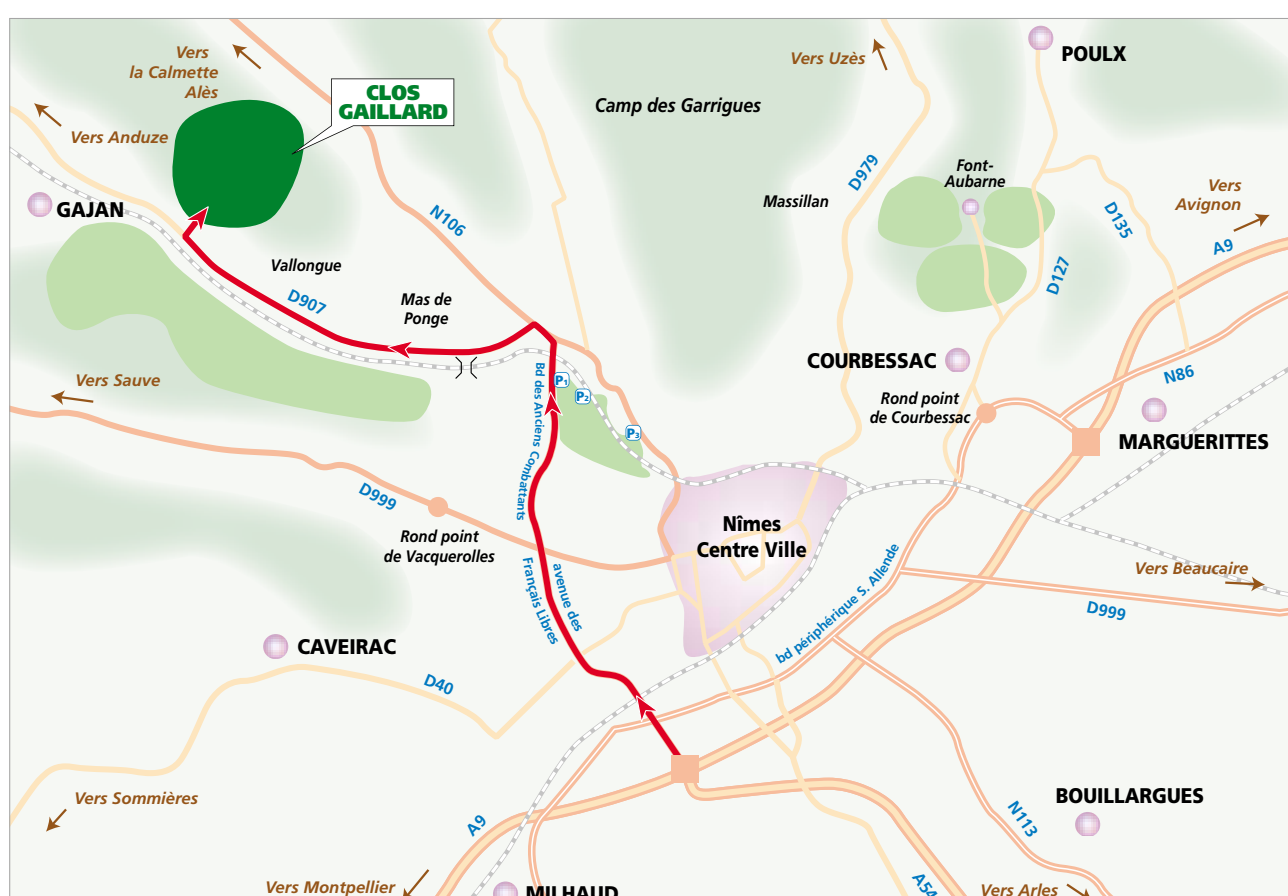 Vers
la Calmette
Alès
CLOS
GAILLARD
Vers Anduze
GAJAN
N106
Vallongue
D907
Mas de
Ponge
Vers Sauve
Camp des Garrigues
Vers Uzès
POULX
D979
Massillan
Font-
Aubarne
D135
D127
Vers
Avignon
A9
COURBESSAC
Rond point
de Courbessac
N86
MARGUERITTES
P1
P2
P3
Bd des Anciens Combattants
D999
Rond point
de Vacquerolles
Nîmes
Centre Ville
avenue des
Français Libres
bd périphérique S. Allende
Vers Beaucaire
D999
CAVEIRAC
D40
Vers Sommières
A9
BOUILLARGUES
N113
A54
Vers Montpellier
MILHAUD
Vers Arles